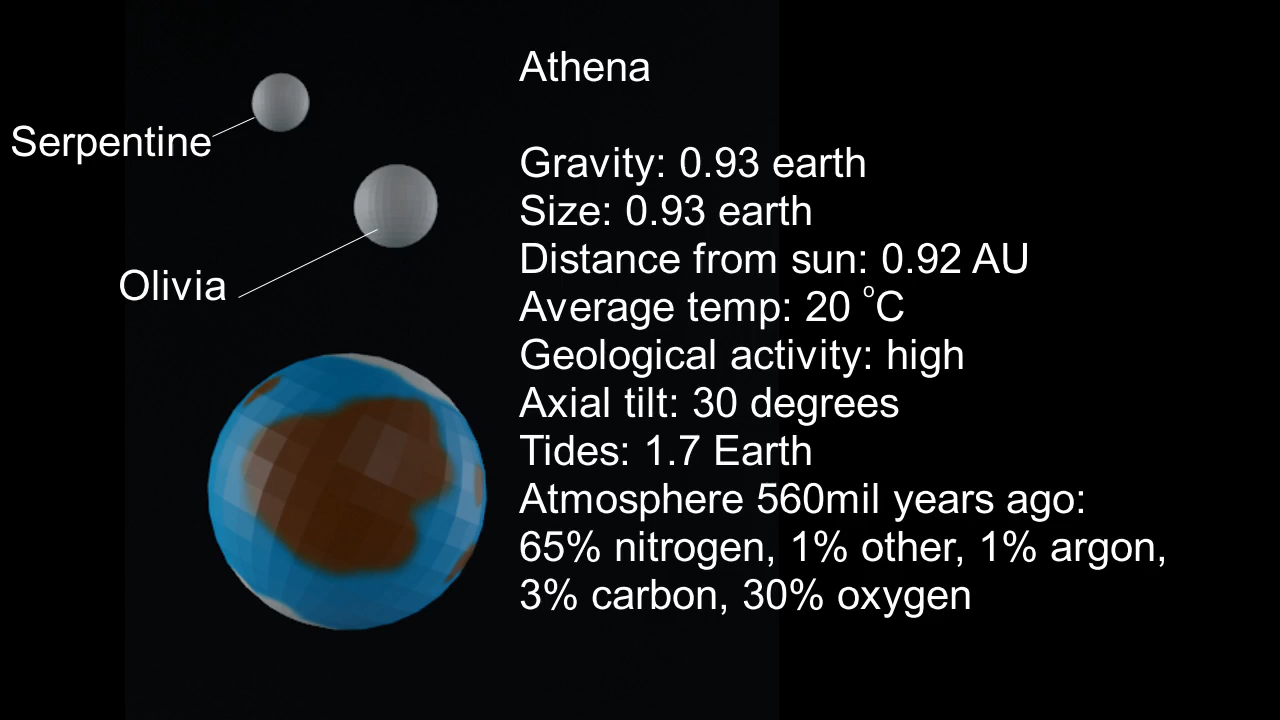 Athena
Serpentine
Olivia
Gravity: 0.93 earth
Size: 0.93 earth
Distance from sun: 0.92 AU
Average temp: 20 °C
Geological activity: high
Axial tilt: 30 degrees
Tides: 1.7 Earth
Atmosphere 560mil years ago:
65% nitrogen, 1% other, 1% argon,
3% carbon, 30% oxygen